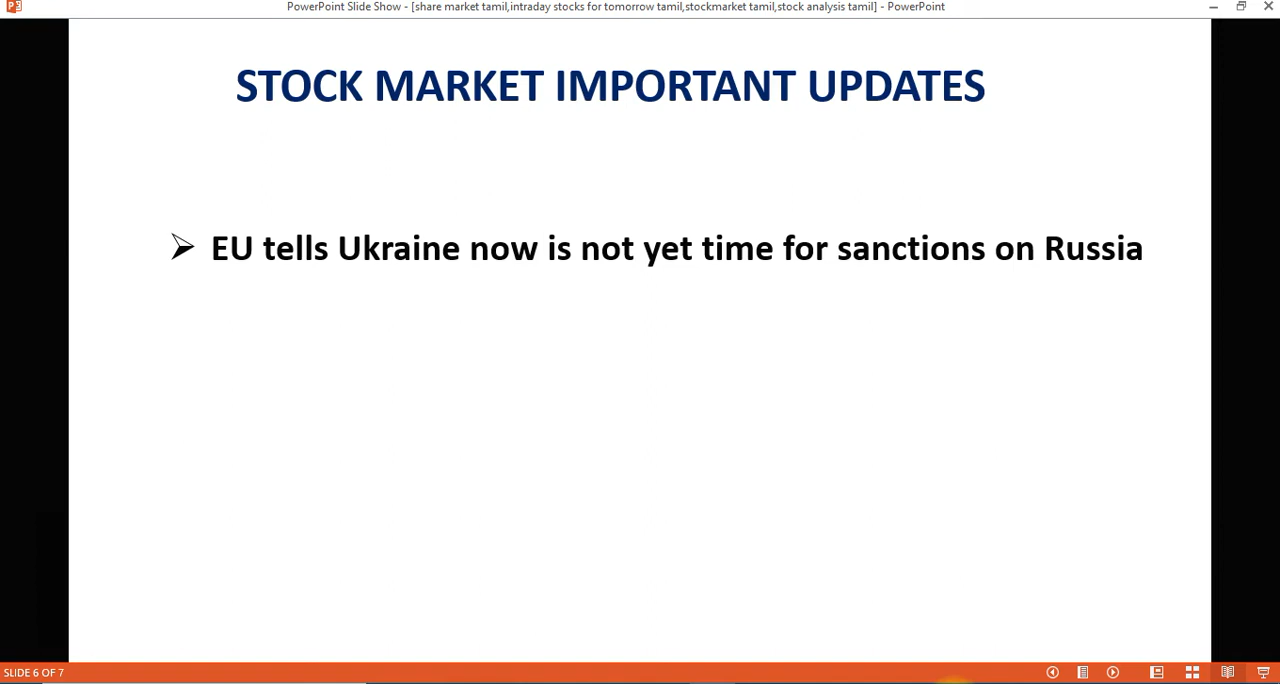 PowerPoint Slide Show - [share market tamil,intraday stocks for tomorrow tamil,stockmarket tamil,stock analysis tamil] - PowerPoint
STOCK MARKET IMPORTANT UPDATES
EU tells Ukraine now is not yet time for sanctions on Russia
SLIDE 6 OF 7